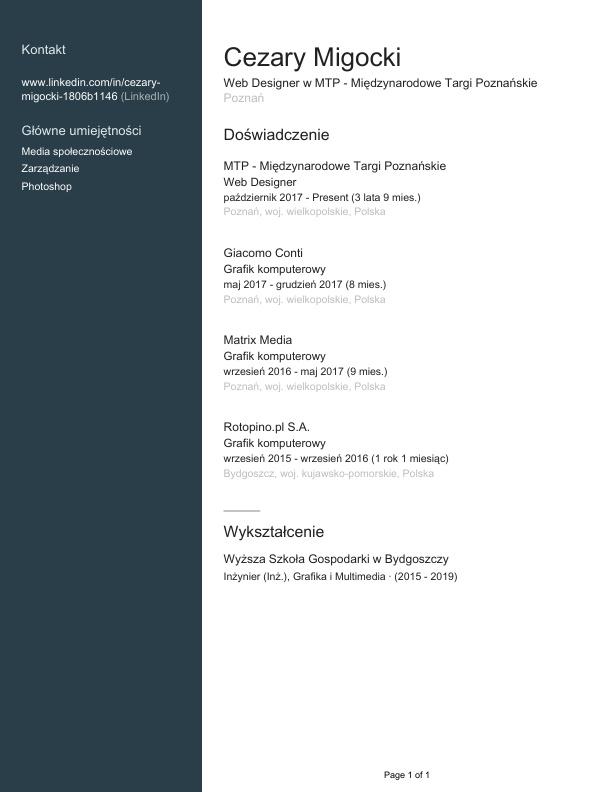 Kontakt
www.linkedin.com/in/cezary-
migocki-1806b1146 (LinkedIn)
Główne umiejętności
Media społecznościowe
Zarządzanie
Photoshop
Cezary Migocki
Web Designer w MTP - Międzynarodowe Targi Poznańskie
Poznań
Doświadczenie
MTP - Międzynarodowe Targi Poznańskie
Web Designer
październik 2017 - Present (3 lata 9 mies.)
Poznań, woj. wielkopolskie, Polska
Giacomo Conti
Grafik komputerowy
maj 2017 - grudzień 2017 (8 mies.)
Poznań, woj. wielkopolskie, Polska
Matrix Media
Grafik komputerowy
wrzesień 2016 - maj 2017 (9 mies.)
Poznań, woj. wielkopolskie, Polska
Rotopino.pl S.A.
Grafik komputerowy
wrzesień 2015 - wrzesień 2016 (1 rok 1 miesiąc)
Bydgoszcz, woj. kujawsko-pomorskie, Polska
Wykształcenie
Wyższa Szkoła Gospodarki w Bydgoszczy
Inżynier (Inż.), Grafika i Multimedia · (2015 - 2019)
Page 1 of 1